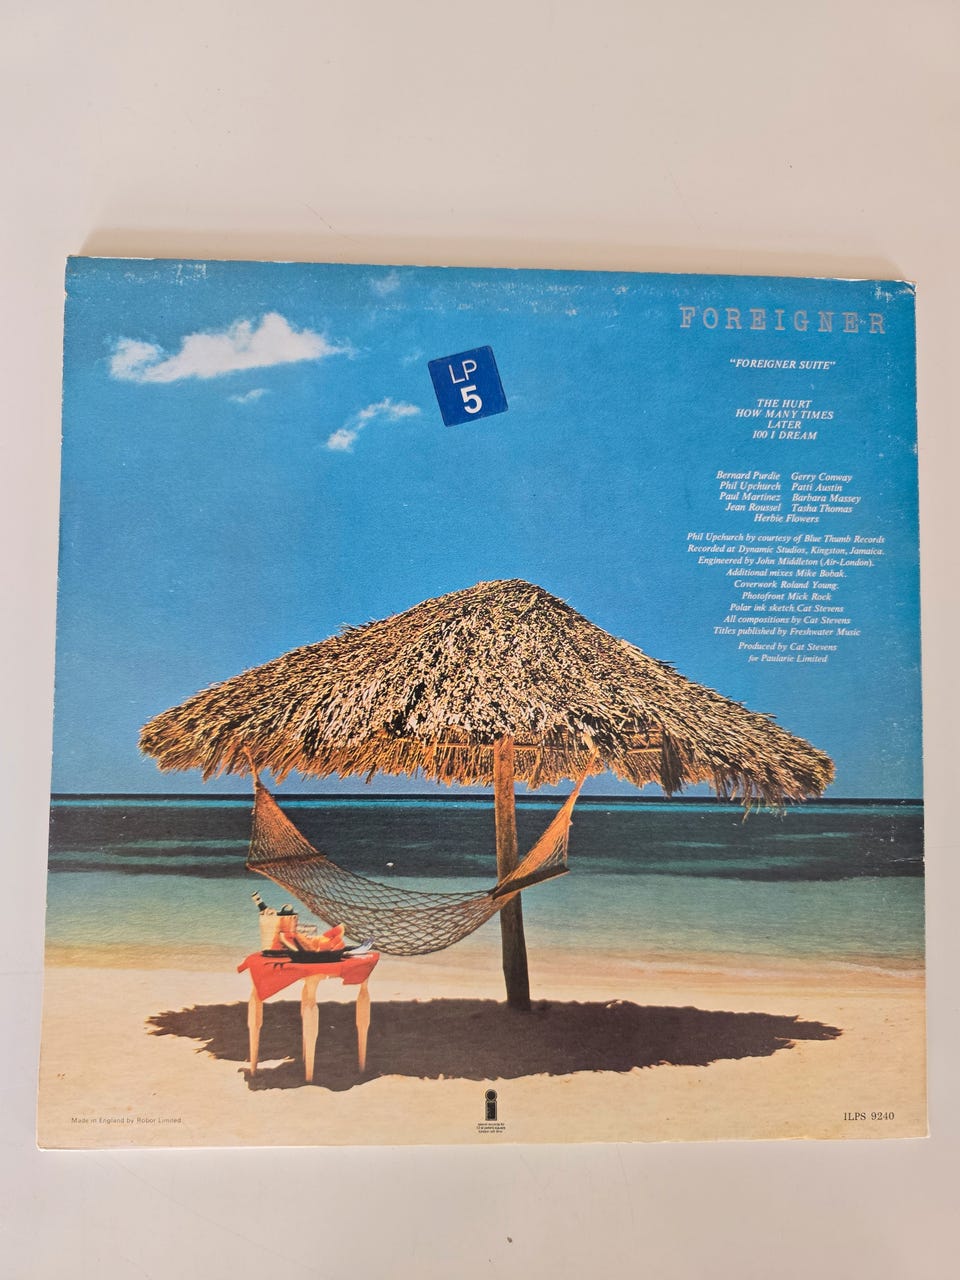 FOREIGNER
LP
5
"FOREIGNER SUITE"
THE HURT
HOW MANY TIMES
LATER
100 I DREAM
Bernard Purdie Gerry Conway
Phil Upchurch Patti Austin
Paul Martinez Barbara Massey
Jean Roussel Tasha Thomas
Herbie Flowers
Phil Upchurch by courtesy of Blue Thumb Records
Recorded at Dynamic Studios, Kingston, Jamaica.
Engineered by John Middleton (Air-London).
Additional mixes Mike Bobak.
Coverwork Roland Young.
Photofront Mick Rock
Polar ink sketch Cat Stevens
All compositions by Cat Stevens
Titles published by Freshwater Music
Produced by Cat Stevens
for Paularie Limited
Made in England by Robor Limited
ILPS 9240